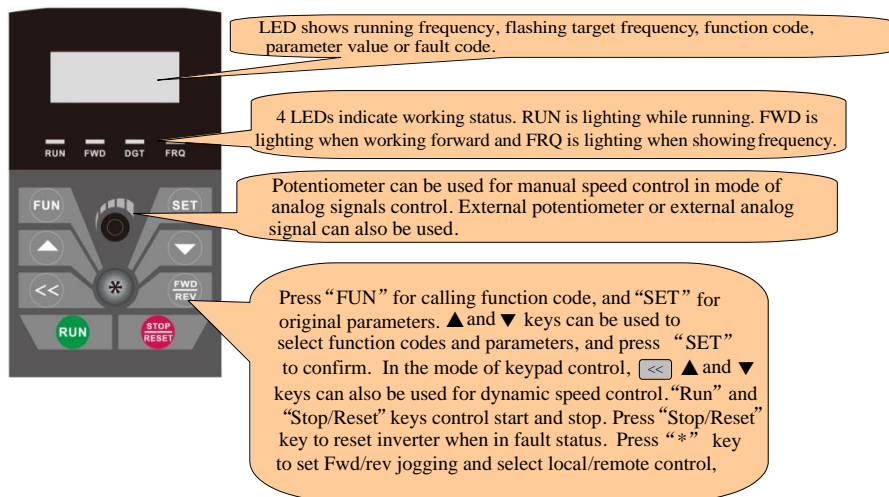 LED shows running frequency, flashing target frequency, function code,
parameter value or fault code.
4 LEDs indicate working status. RUN is lighting while running. FWD is
lighting when working forward and FRQ is lighting when showing frequency.
RUN FWD DGT FRQ
Potentiometer can be used for manual speed control in mode of
analog signals control. External potentiometer or external analog
signal can also be used.
FUN SET
<< * FWD
REV
RUN STOP
RESET
Press “FUN” for calling function code, and “SET” for
original parameters. ▲ and ▼ keys can be used to
select function codes and parameters, and press “SET”
to confirm. In the mode of keypad control, << ▲ and ▼
keys can also be used for dynamic speed control. “Run” and
“Stop/Reset” keys control start and stop. Press “Stop/Reset”
key to reset inverter when in fault status. Press “*” key
to set Fwd/rev jogging and select local/remote control,